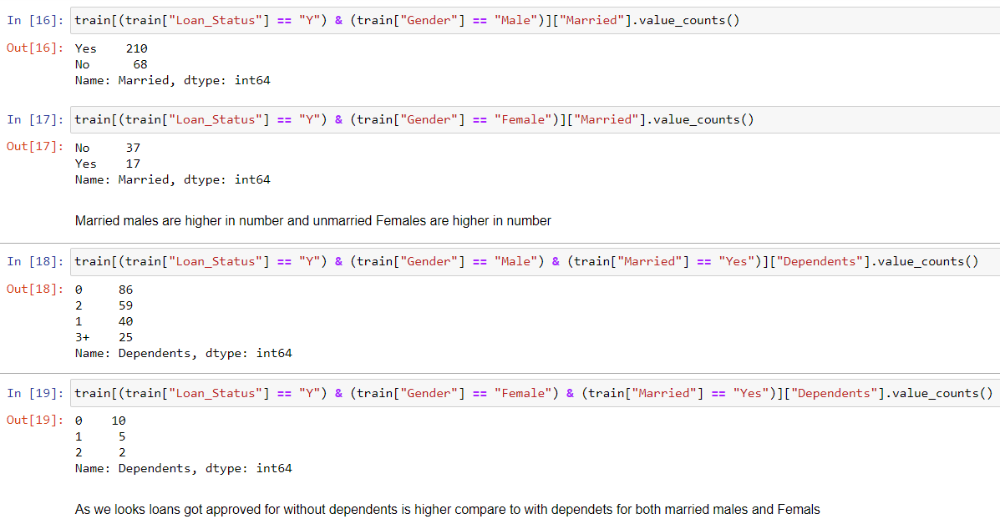 In [16]: train[(train["Loan_Status"] == "Y") & (train["Gender"] == "Male")]["Married"].value_counts()
Out[16]: Yes    210
No      68
Name: Married, dtype: int64
In [17]: train[(train["Loan_Status"] == "Y") & (train["Gender"] == "Female")]["Married"].value_counts()
Out[17]: No     37
Yes    17
Name: Married, dtype: int64
Married males are higher in number and unmarried Females are higher in number
In [18]: train[(train["Loan_Status"] == "Y") & (train["Gender"] == "Male") & (train["Married"] == "Yes")]["Dependents"].value_counts()
Out[18]: 0     86
2     59
1     40
3+    25
Name: Dependents, dtype: int64
In [19]: train[(train["Loan_Status"] == "Y") & (train["Gender"] == "Female") & (train["Married"] == "Yes")]["Dependents"].value_counts()
Out[19]: 0    10
1     5
2     2
Name: Dependents, dtype: int64
As we looks loans got approved for without dependents is higher compare to with dependets for both married males and Femals